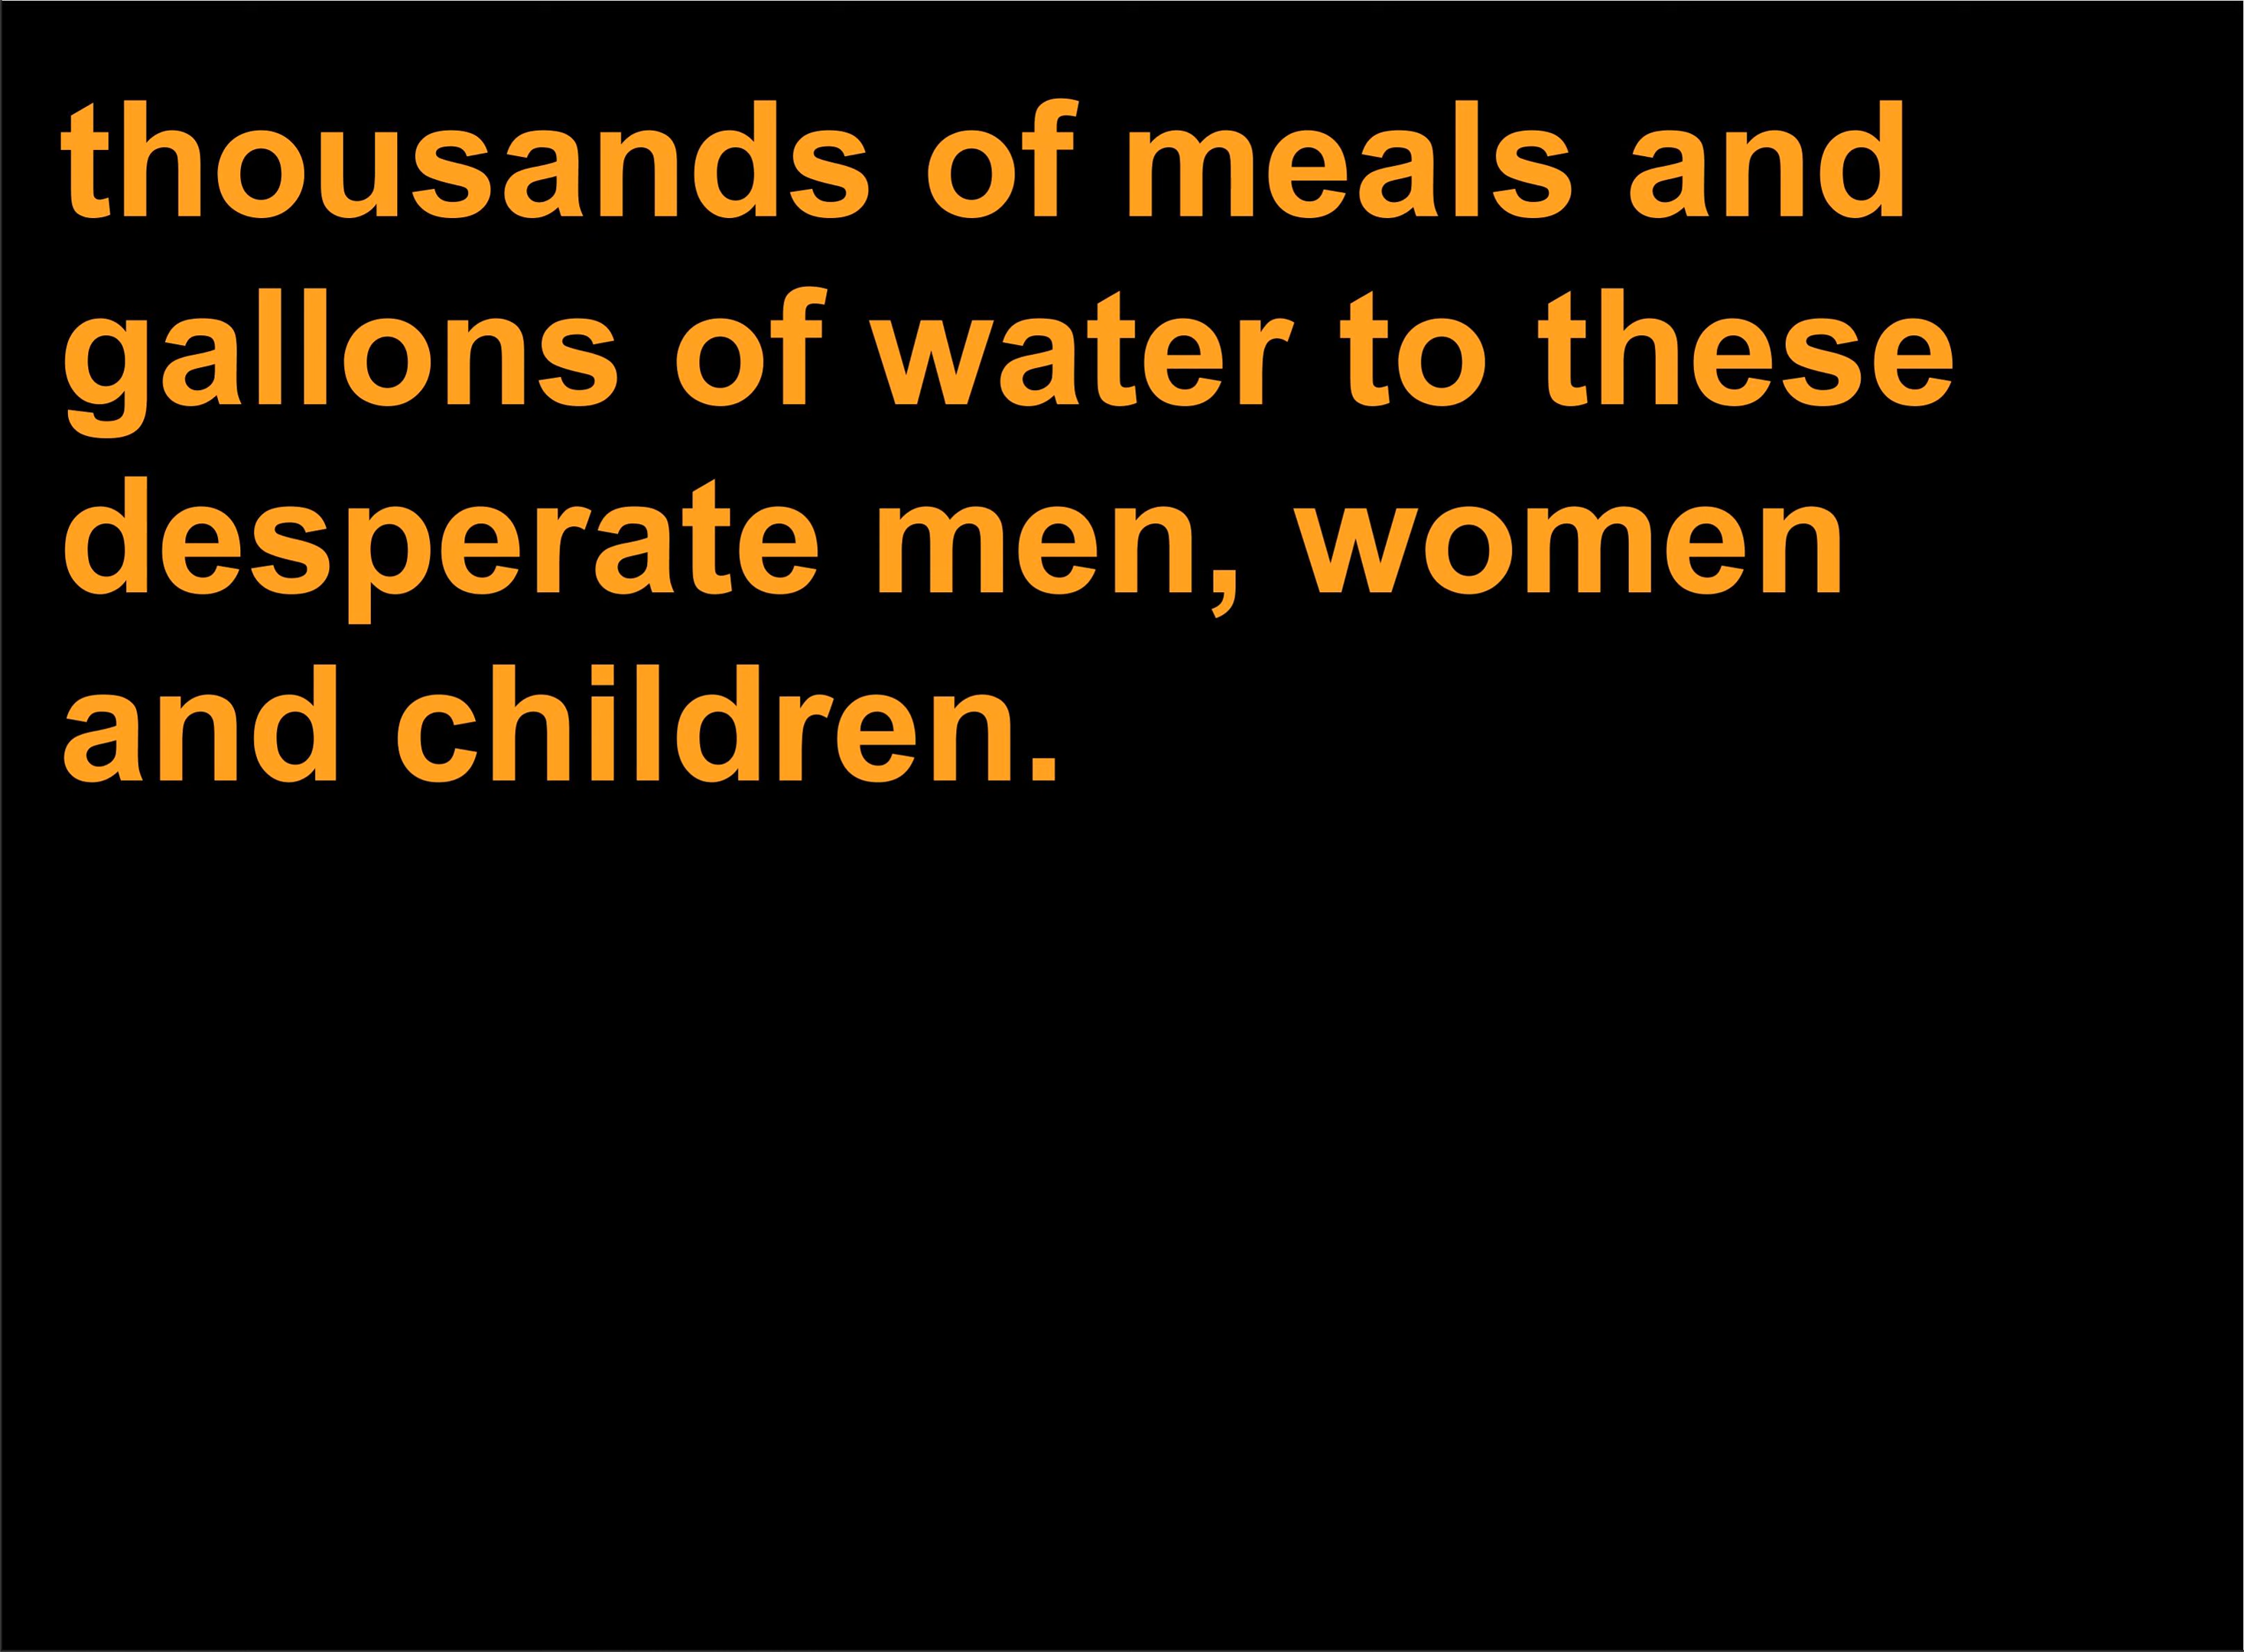 thousands of meals and
gallons of water to these
desperate men, women
and children.